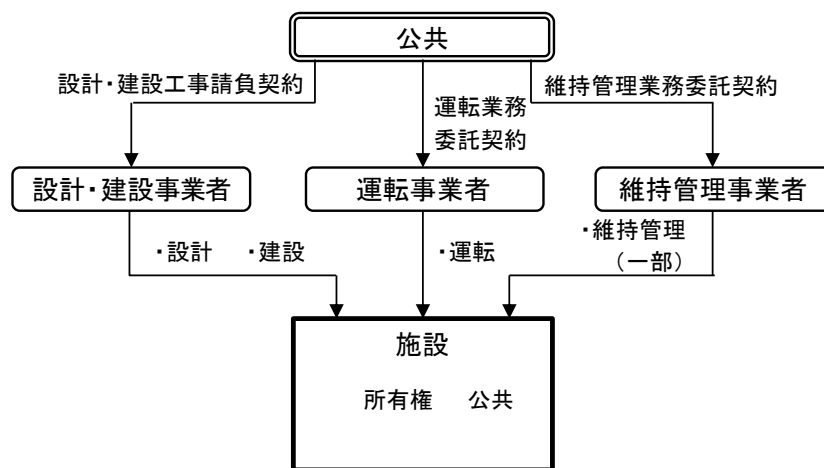 公共
設計・建設工事請負契約
運転業務
委託契約
維持管理業務委託契約
設計・建設事業者
運転事業者
維持管理事業者
・設計　・建設
・運転
・維持管理
（一部）
施設
所有権　公共